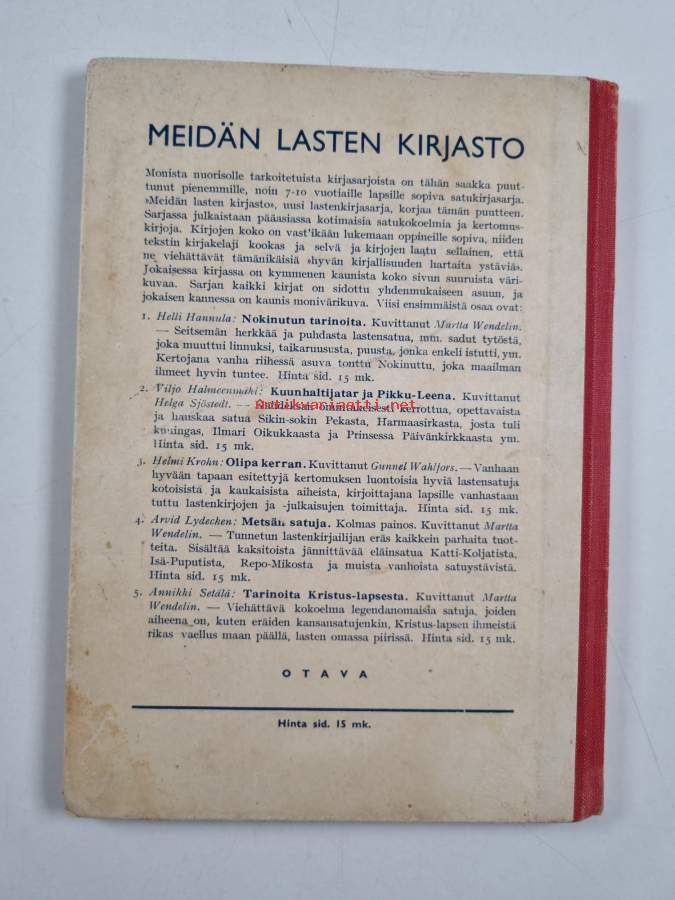 MEIDÄN LASTEN KIRJASTO
Monista nuorisolle tarkoitetuista kirjasarjoista on tähän saakka puut-
tunut pienemmille, noin 7-10 vuotiaille lapsille sopiva satukirjasarja.
»Meidän lasten kirjasto», uusi lastenkirjasarja, korjaa tämän puutteen.
Sarjassa julkaistaan pääasiassa kotimaisia satukokoelmia ja kertomus-
kirjoja. Kirjojen koko on vast'ikään lukemaan oppineille sopiva, niiden
tekstin kirjakelaji kookas ja selvä ja kirjojen laatu sellainen, että
ne viehättävät tämänikäisiä »hyvän kirjallisuuden hartaita ystäviä».
Jokaisessa kirjassa on kymmenen kaunista koko sivun suuruista väri-
kuvaa. Sarjan kaikki kirjat on sidottu yhdenmukaiseen asuun, ja
jokaisen kannessa on kaunis monivärikuva. Viisi ensimmäistä osaa ovat:
1. Helli Hannula: Nokinutun tarinoita. Kuvittanut Martta Wendelin.
— Seitsemän herkkää ja puhdasta lastensatua, mm. sadut tytöstä,
joka muuttui linnuksi, taikaruususta, puusta, jonka enkeli istutti, ym.
Kertojana vanha riihessä asuva tonttu Nokinuttu, joka maailman
ihmeet hyvin tuntee. Hinta sid. 15 mk.
2. Viljo Halmeenmäki: Kuunhaltijatar ja Pikku-Leena. Kuvittanut
Helga Sjöstedt. — kerrottua, opettavaista
Antiikvariaatti.net
ja hauskaa satua Sikin-sokin Pekasta, Harmaasirkasta, josta tuli
kuningas, Ilmari Oikukkaasta ja Prinsessa Päivänkirkkaasta ym.
Hinta sid. 15 mk.
3. Helmi Krohn: Olipa kerran. Kuvittanut Gunnel Wahlfors. — Vanhaan
hyvään tapaan esitettyjä kertomuksen luontoisia hyviä lastensatuja
kotoisista ja kaukaisista aiheista, kirjoittajana lapsille vanhastaan
tuttu lastenkirjojen ja -julkaisujen toimittaja. Hinta sid. 15 mk.
4. Arvid Lydecken: Metsän satuja. Kolmas painos. Kuvittanut Martta
Wendelin. — Tunnetun lastenkirjailijan eräs kaikkein parhaita tuot-
teita. Sisältää kaksitoista jännittävää eläinsatua Katti-Koljatista,
Isä-Puputista, Repo-Mikosta ja muista vanhoista satuystävistä.
Hinta sid. 15 mk.
5. Annikki Setälä: Tarinoita Kristus-lapsesta. Kuvittanut Martta
Wendelin. — Viehättävä kokoelma legendanomaisia satuja, joiden
aiheena on, kuten eräiden kansansatujenkin, Kristus-lapsen ihmeistä
rikas vaellus maan päällä, lasten omassa piirissä. Hinta sid. 15 mk.
OTAVA
Hinta sid. 15 mk.